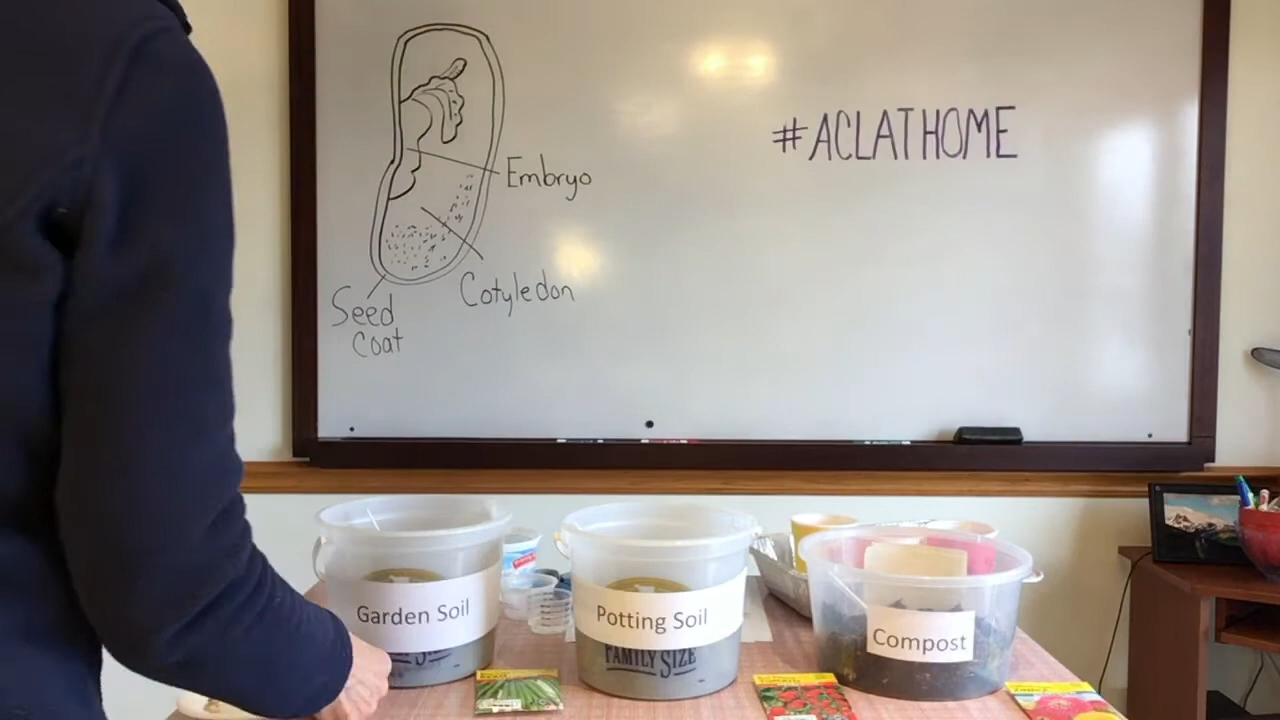 #ACLATHOME
Embryo
Cotyledon
Seed
Coat
Garden Soil
Potting Soil
FAMILY SIZE
Compost